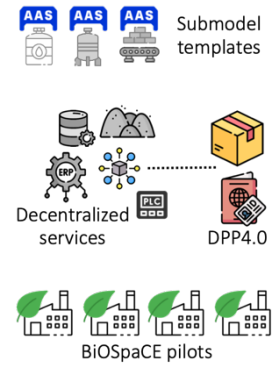 AAS AAS AAS
Submodel
templates
ERP
PLC
Decentralized
services
DPP4.0
BiOSpaCE pilots